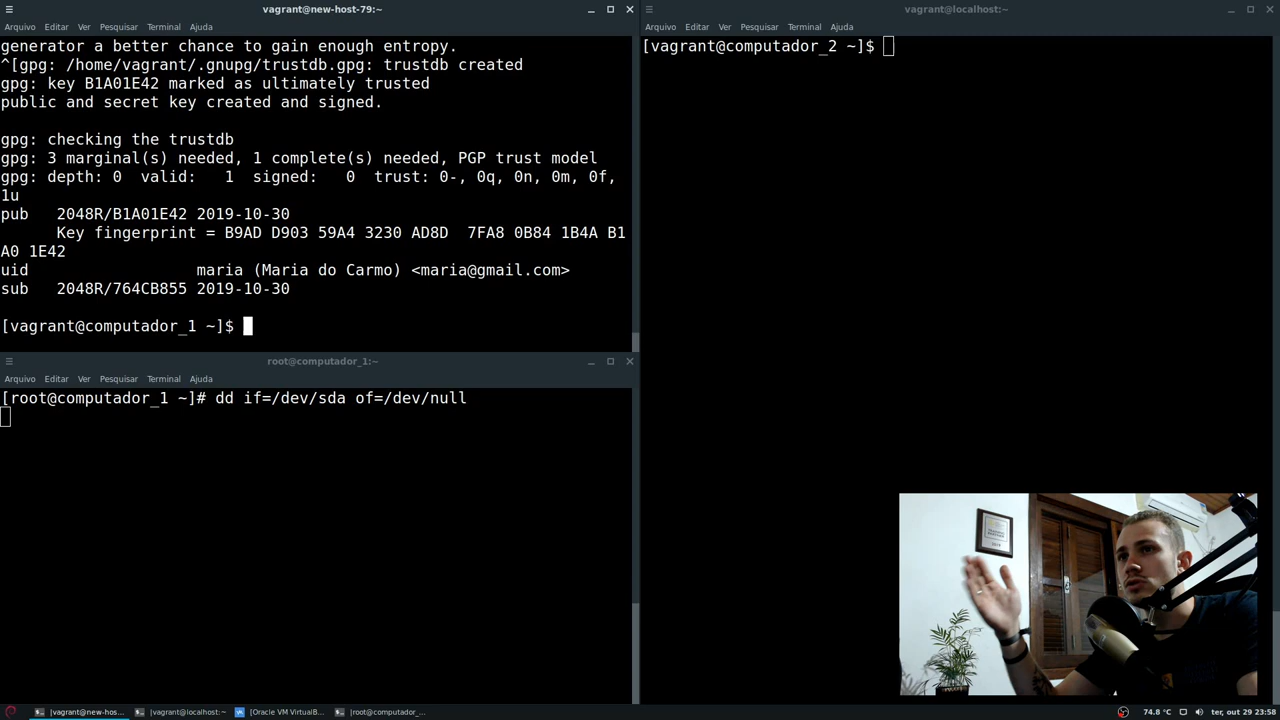 vagrant@new-host-79:~
Arquivo Editar Ver Pesquisar Terminal Ajuda
generator a better chance to gain enough entropy.
^[gpg: /home/vagrant/.gnupg/trustdb.gpg: trustdb created
gpg: key B1A01E42 marked as ultimately trusted
public and secret key created and signed.
gpg: checking the trustdb
gpg: 3 marginal(s) needed, 1 complete(s) needed, PGP trust model
gpg: depth: 0 valid: 1 signed: 0 trust: 0-, 0q, 0n, 0m, 0f,
1u
pub 2048R/B1A01E42 2019-10-30
Key fingerprint = B9AD D903 59A4 3230 AD8D 7FA8 0B84 1B4A B1
A0 1E42
uid maria (Maria do Carmo) <maria@gmail.com>
sub 2048R/764CB855 2019-10-30
[vagrant@computador_1 ~]$
root@computador_1:~
Arquivo Editar Ver Pesquisar Terminal Ajuda
[root@computador_1 ~]# dd if=/dev/sda of=/dev/null
vagrant@localhost:~
Arquivo Editar Ver Pesquisar Terminal Ajuda
[vagrant@computador_2 ~]$
[vagrant@new-hos... [vagrant@localhost:~ [Oracle VM VirtualB... [root@computador_... 74.8 °C ter, out 29 23:58